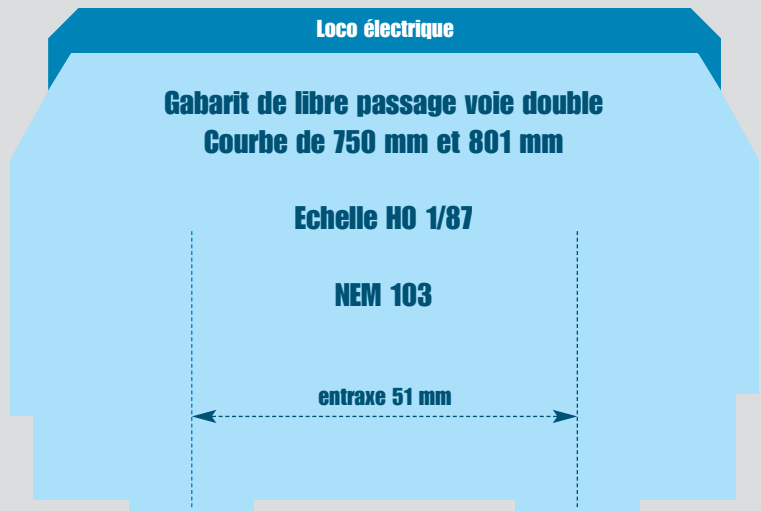 Loco électrique
Gabarit de libre passage voie double
Courbe de 750 mm et 801 mm
Echelle HO 1/87
NEM 103
entraxe 51 mm